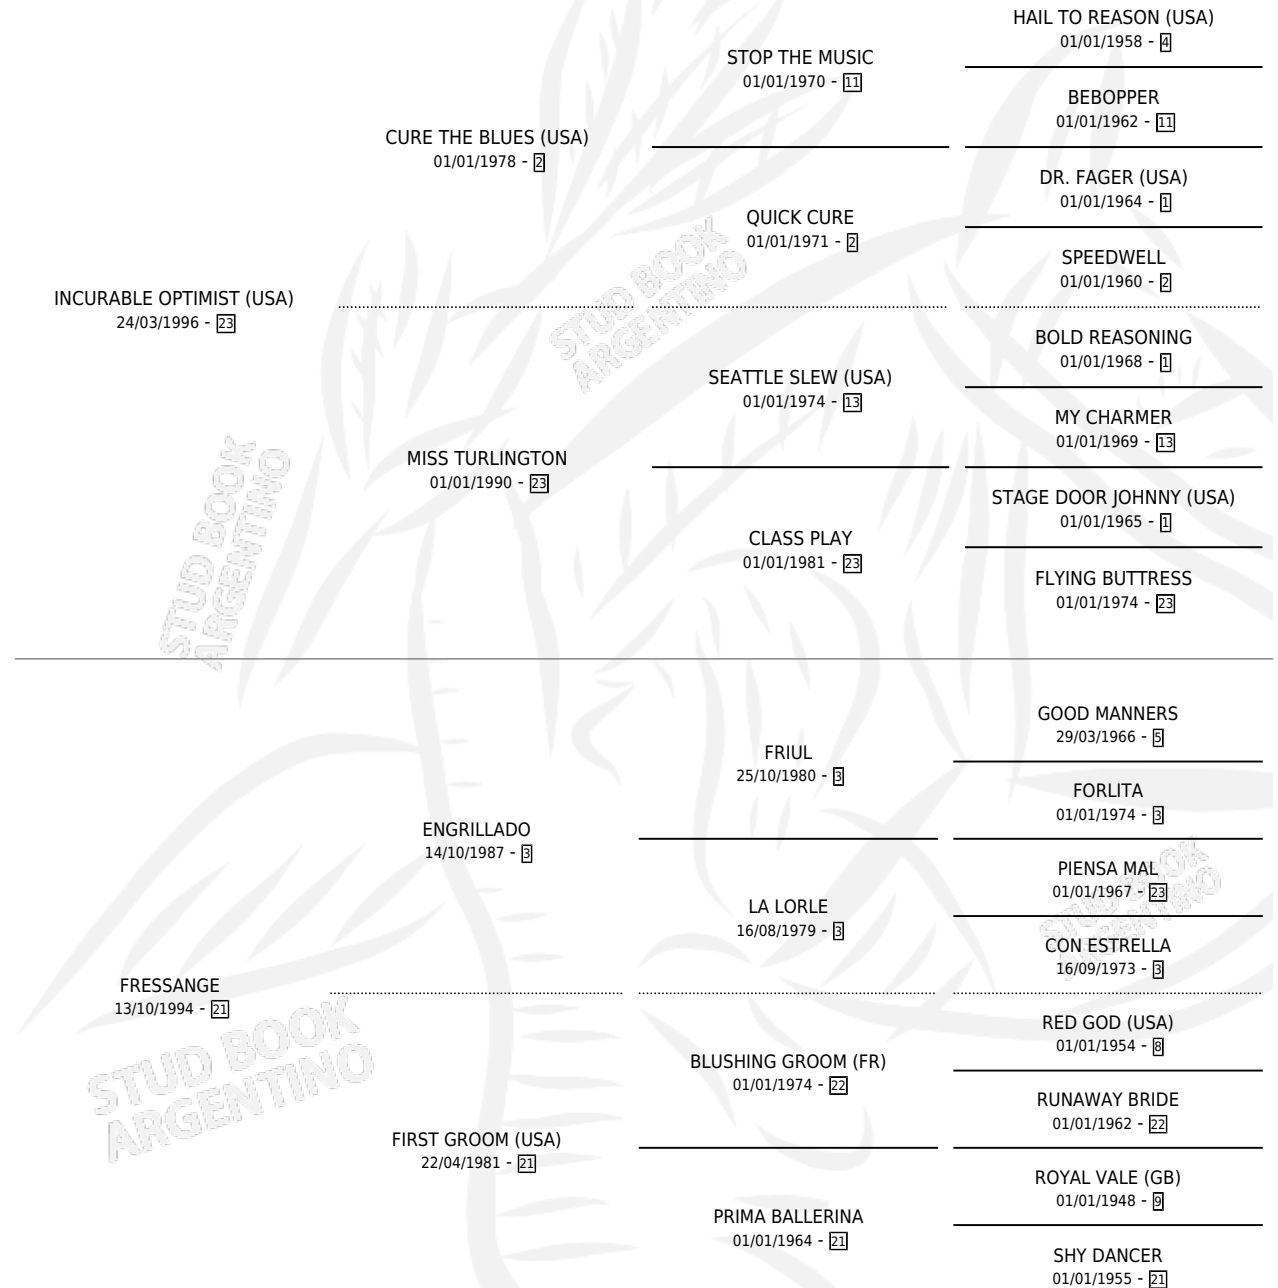 HAIL TO REASON (USA)
01/01/1958 - 4
STOP THE MUSIC
01/01/1970 - 11
BEBOPPER
01/01/1962 - 11
CURE THE BLUES (USA)
01/01/1978 - 2
DR. FAGER (USA)
01/01/1964 - 1
QUICK CURE
01/01/1971 - 2
SPEEDWELL
01/01/1960 - 2
INCURABLE OPTIMIST (USA)
24/03/1996 - 23
BOLD REASONING
01/01/1968 - 1
SEATTLE SLEW (USA)
01/01/1974 - 13
MY CHARMER
01/01/1969 - 13
MISS TURLINGTON
01/01/1990 - 23
STAGE DOOR JOHNNY (USA)
01/01/1965 - 1
CLASS PLAY
01/01/1981 - 23
FLYING BUTTRESS
01/01/1974 - 23
GOOD MANNERS
29/03/1966 - 5
FRIUL
25/10/1980 - 3
FORLITA
01/01/1974 - 3
ENGRILLADO
14/10/1987 - 3
PIENSA MAL
01/01/1967 - 23
LA LORLE
16/08/1979 - 3
CON ESTRELLA
16/09/1973 - 3
FRESSANGE
13/10/1994 - 21
RED GOD (USA)
01/01/1954 - 8
BLUSHING GROOM (FR)
01/01/1974 - 22
RUNAWAY BRIDE
01/01/1962 - 22
FIRST GROOM (USA)
22/04/1981 - 21
ROYAL VALE (GB)
01/01/1948 - 9
PRIMA BALLERINA
01/01/1964 - 21
SHY DANCER
01/01/1955 - 21
STUD BOOK
ARGENTINO
STUD BOOK
ARGENTINO
STUD BOOK
ARGENTINO
STUD BOOK
ARGENTINO